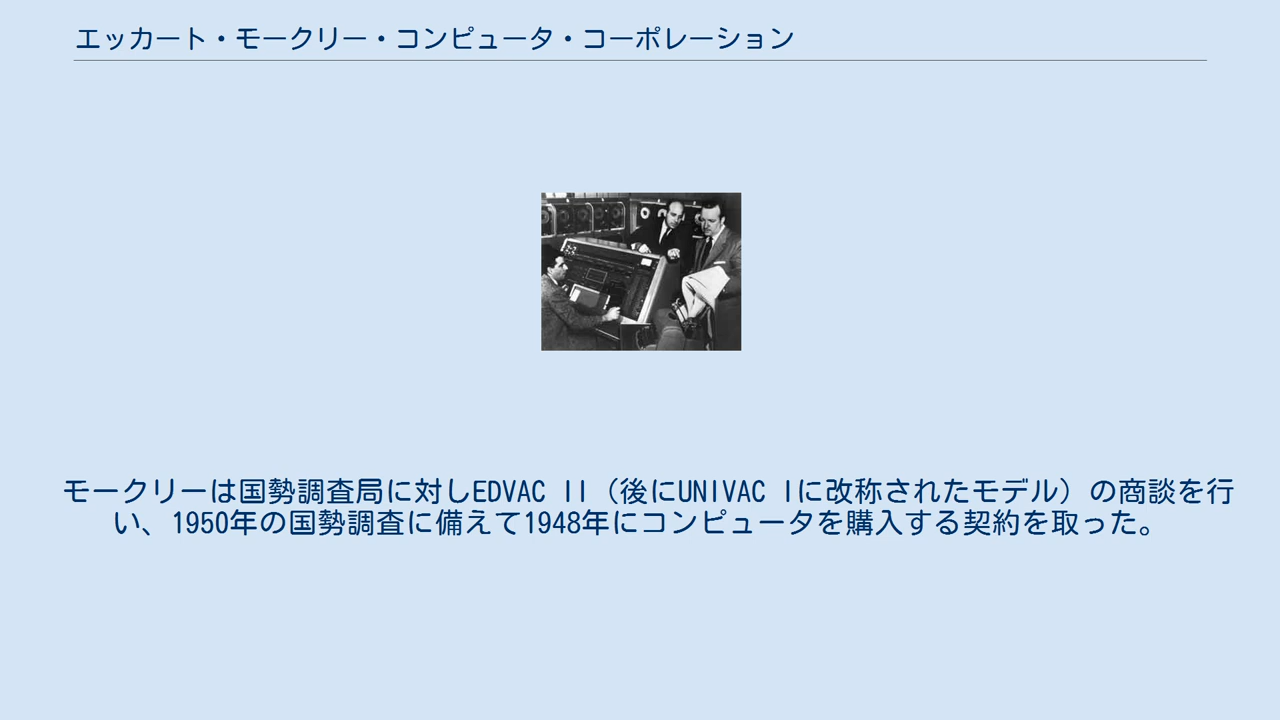 エッカート・モークリー・コンピュータ・コーポレーション
モークリーは国勢調査局に対しEDVAC II（後にUNIVAC Iに改称されたモデル）の商談を行
い、1950年の国勢調査に備えて1948年にコンピュータを購入する契約を取った。